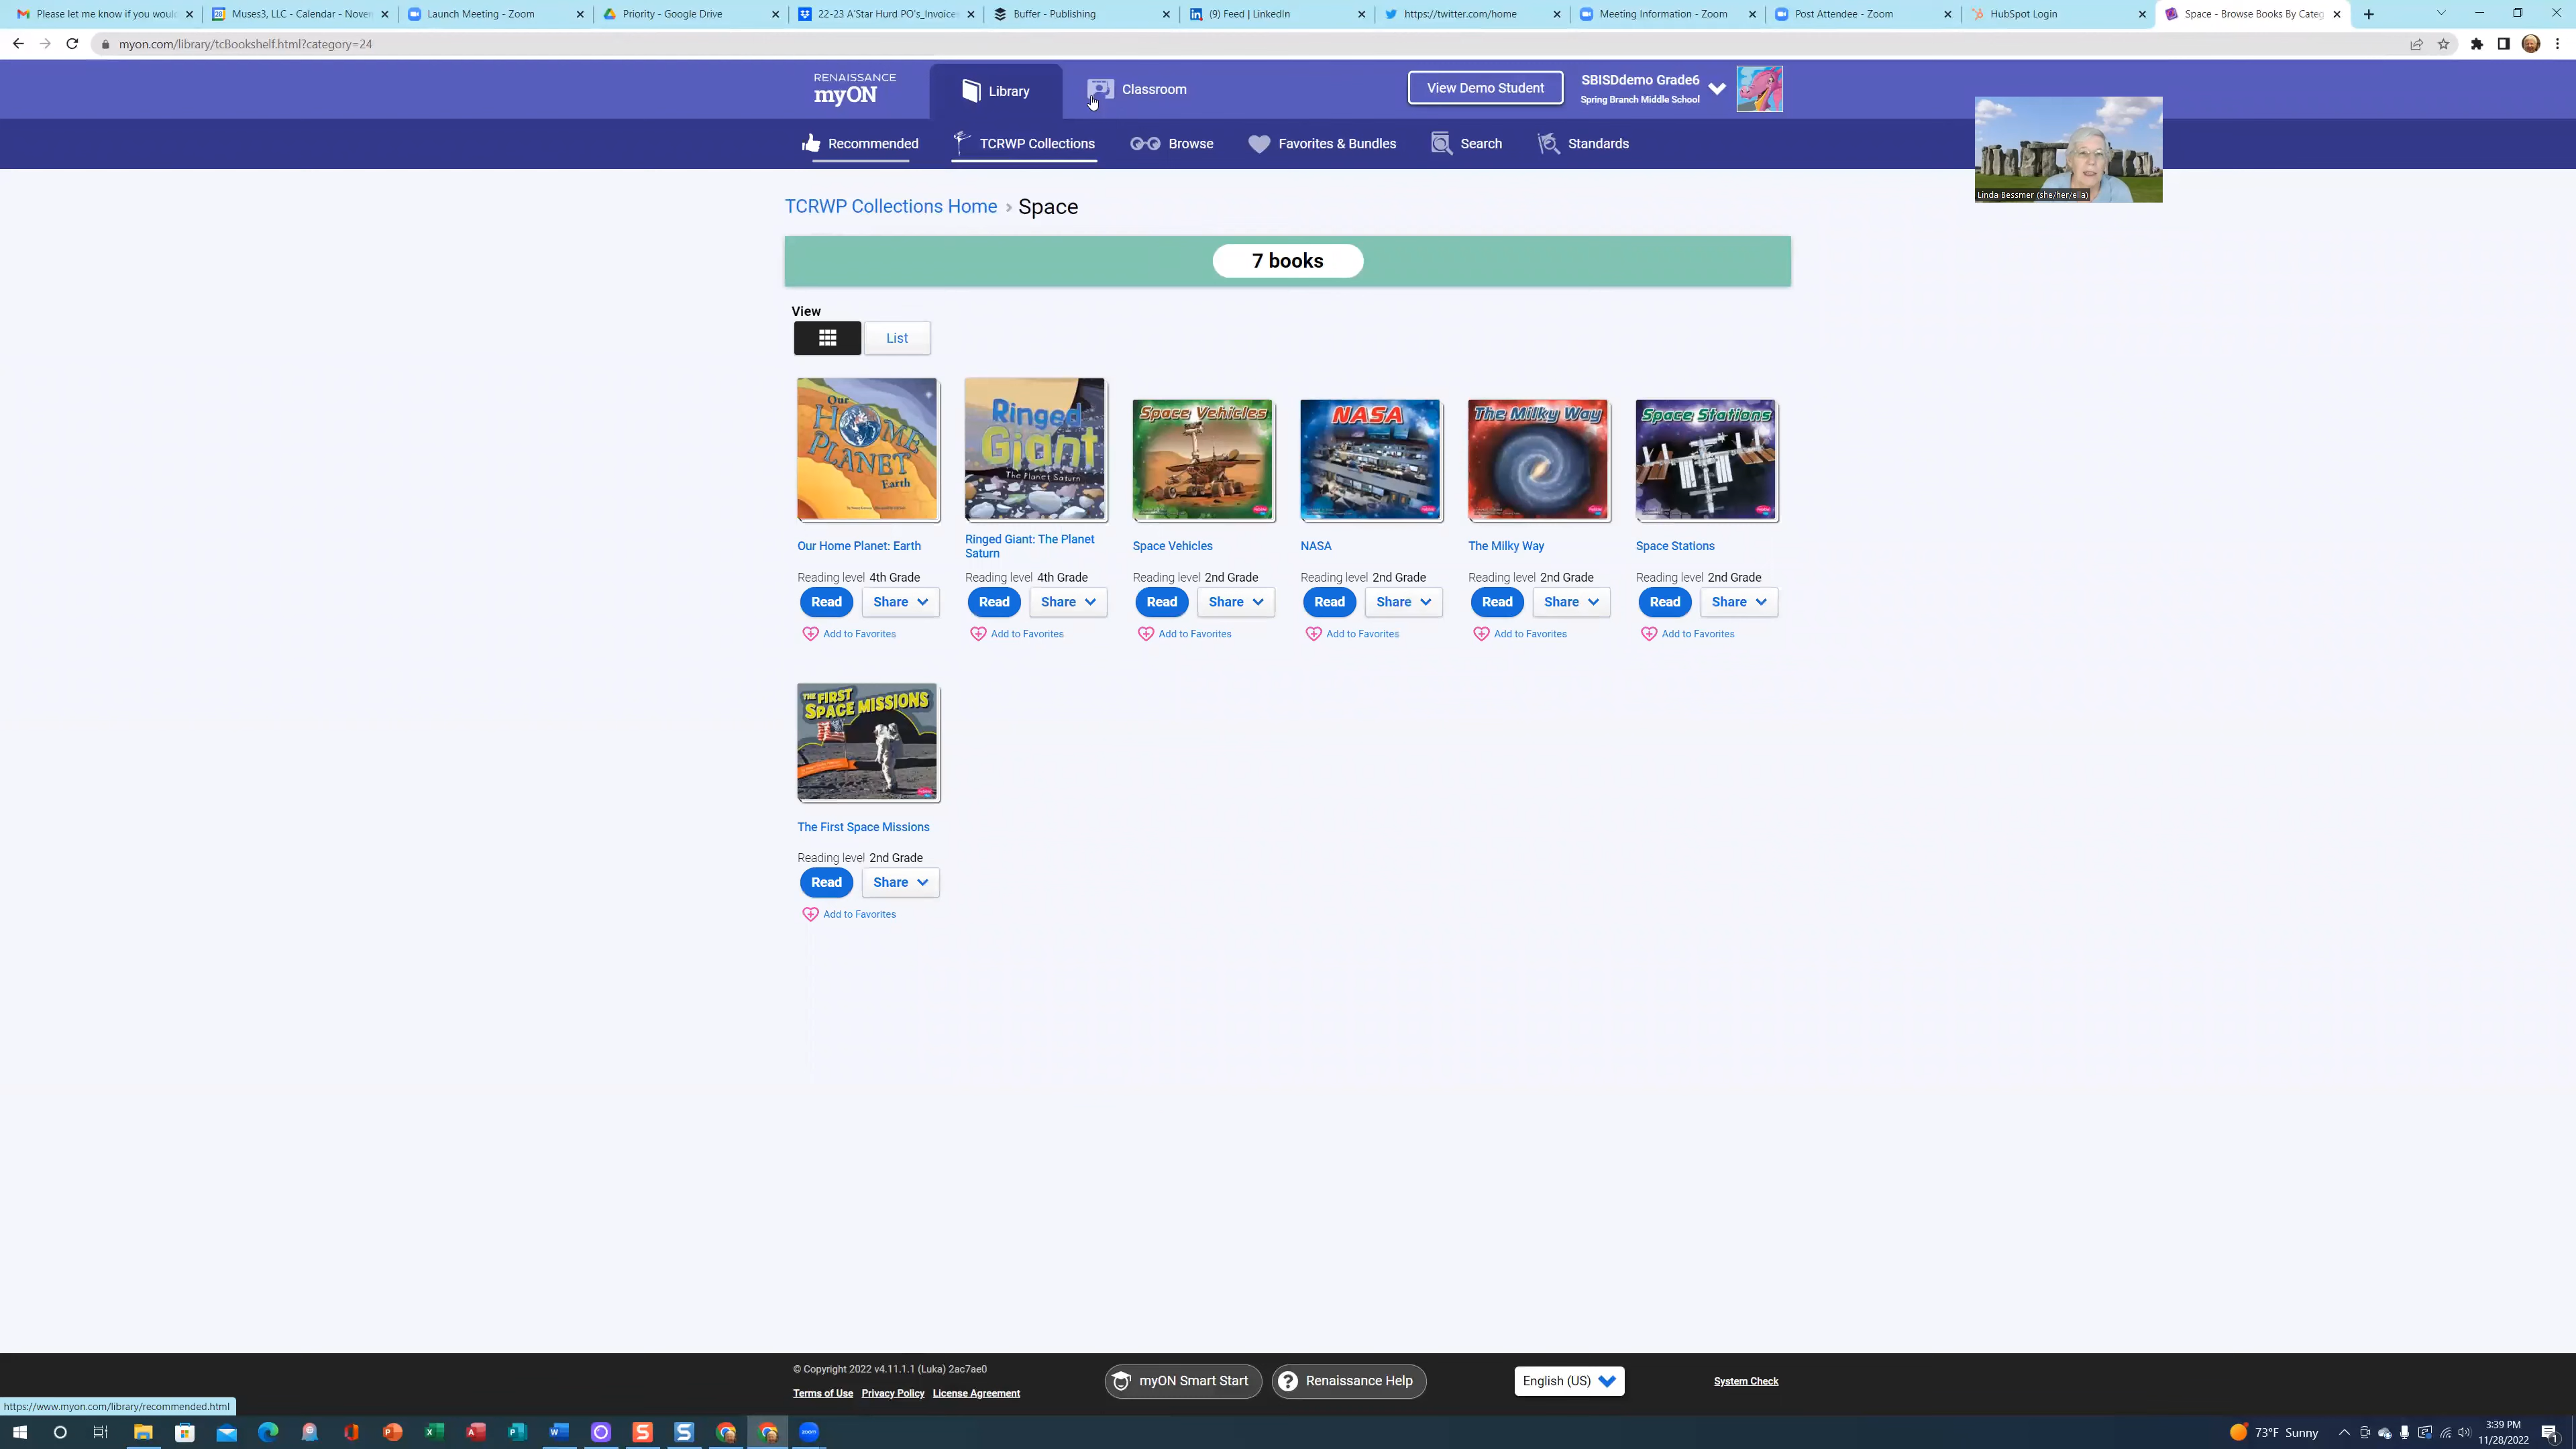 Please let me know if you would
Muses3, LLC - Calendar - Noven
Launch Meeting - Zoom
Priority - Google Drive
22-23 A'Star Hurd PO's_Invoices
Buffer - Publishing
(9) Feed | LinkedIn
https://twitter.com/home
Meeting Information - Zoom
Post Attendee - Zoom
HubSpot Login
Space - Browse Books By Categ
myon.com/library/tcBookshelf.html?category=24
RENAISSANCE
myON
Library
Classroom
View Demo Student
SBISDdemo Grade6
Spring Branch Middle School
Recommended
TCRWP Collections
Browse
Favorites & Bundles
Search
Standards
Linda Bessmer (she/her/ella)
TCRWP Collections Home › Space
7 books
View
List
Our
HOME
PLANET
Earth
Ringed
Giant
The Planet Saturn
Space Vehicles
NASA
The Milky Way
Space Stations
Our Home Planet: Earth
Ringed Giant: The Planet
Saturn
Space Vehicles
NASA
The Milky Way
Space Stations
Reading level 4th Grade
Reading level 4th Grade
Reading level 2nd Grade
Reading level 2nd Grade
Reading level 2nd Grade
Reading level 2nd Grade
Read Share
Read Share
Read Share
Read Share
Read Share
Read Share
Add to Favorites
Add to Favorites
Add to Favorites
Add to Favorites
Add to Favorites
Add to Favorites
THE FIRST
SPACE MISSIONS
The First Space Missions
Reading level 2nd Grade
Read Share
Add to Favorites
© Copyright 2022 v4.11.1.1 (Luka) 2ac7ae0
Terms of Use Privacy Policy License Agreement
myON Smart Start
Renaissance Help
English (US)
System Check
https://www.myon.com/library/recommended.html
73°F Sunny
3:39 PM
11/28/2022